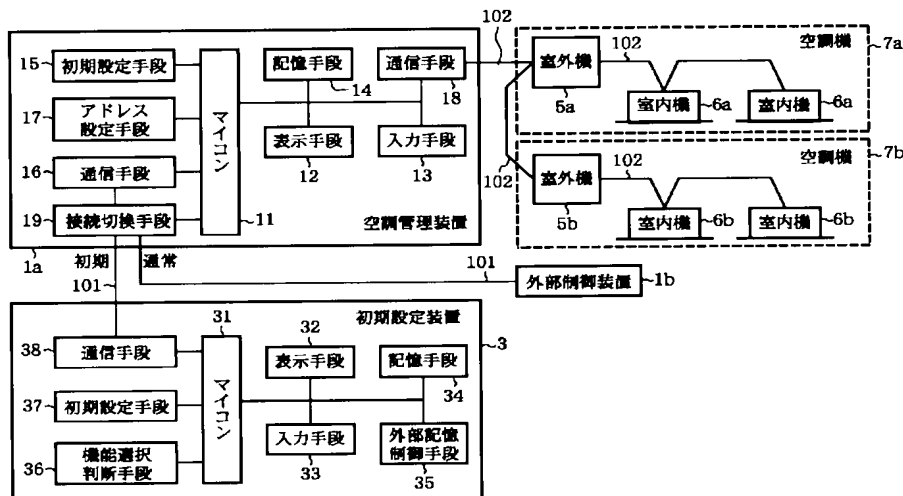 102
空調機
7a
15
初期設定手段
記憶手段
通信手段
室外機
102
14
18
5a
室内機
6a
室内機
6a
17
アドレス
設定手段
マイコン
表示手段
入力手段
空調機
7b
12
13
102
室外機
102
16
通信手段
5b
19
接続切換手段
11
空調管理装置
室内機
6b
室内機
6b
1a
初期
通常
101
101
外部制御装置
1b
31
初期設定装置
32
3
38
通信手段
表示手段
記憶手段
34
37
初期設定手段
マイコン
入力手段
外部記憶
制御手段
36
機能選択
判断手段
33
35